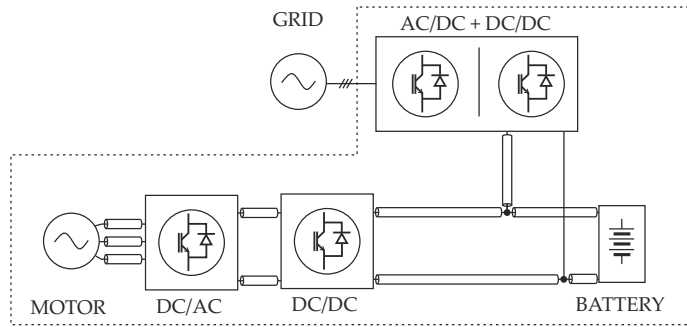 GRID
AC/DC + DC/DC
MOTOR
DC/AC
DC/DC
BATTERY